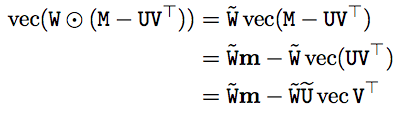 vec(W ⊙ (M − UV⊤)) = W̃ vec(M − UV⊤)
= W̃m − W̃ vec(UV⊤)
= W̃m − W̃Ũ vec V⊤